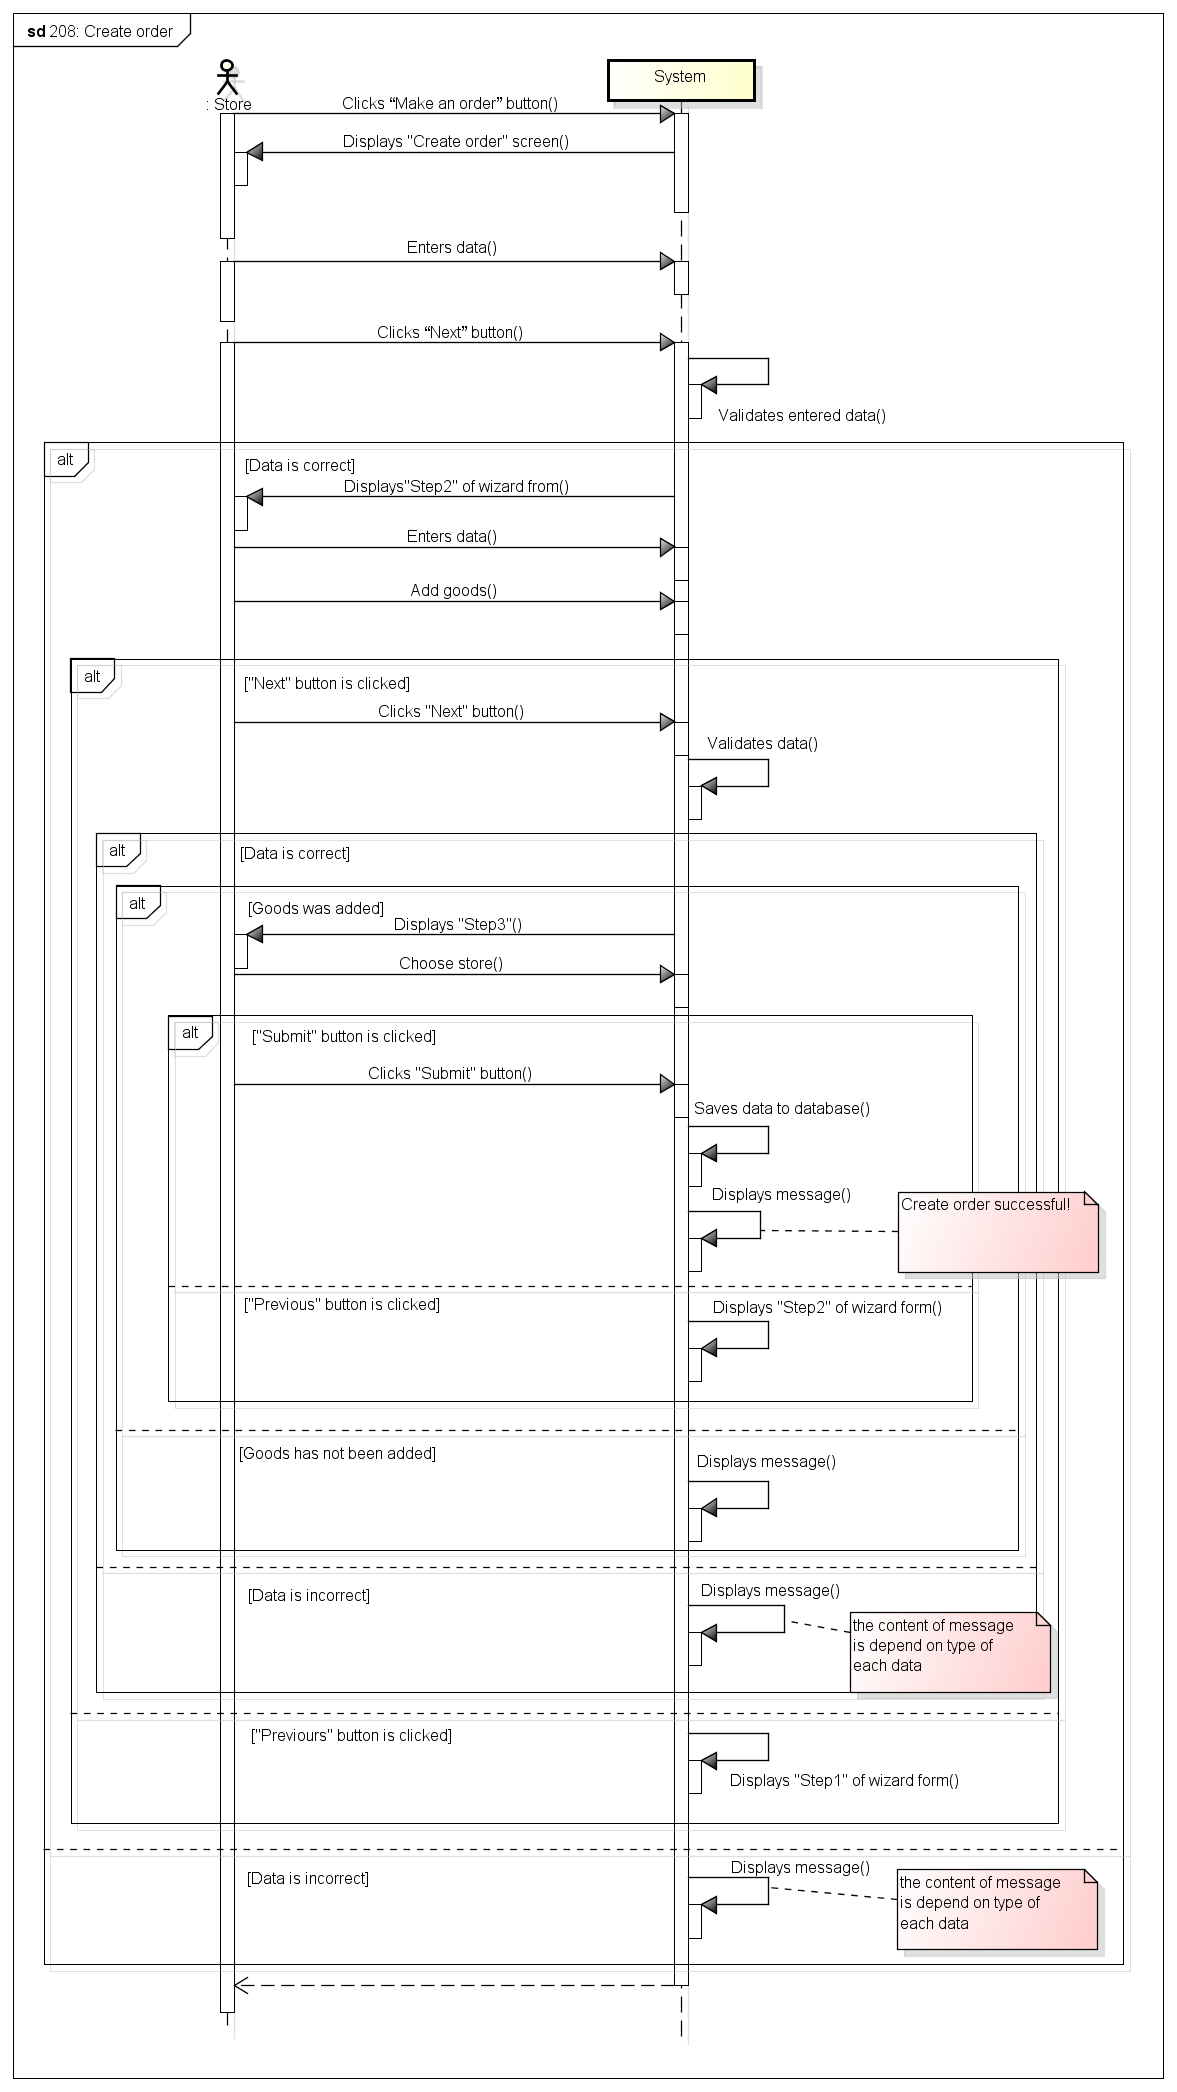 sd 208: Create order
: Store
System
Clicks “Make an order” button()
Displays "Create order" screen()
Enters data()
Clicks “Next” button()
Validates entered data()
alt
[Data is correct]
Displays"Step2" of wizard from()
Enters data()
Add goods()
alt
["Next" button is clicked]
Clicks "Next" button()
Validates data()
alt
[Data is correct]
alt
[Goods was added]
Displays "Step3"()
Choose store()
alt
["Submit" button is clicked]
Clicks "Submit" button()
Saves data to database()
Displays message()
Create order successful!
["Previous" button is clicked]
Displays "Step2" of wizard form()
[Goods has not been added]
Displays message()
[Data is incorrect]
Displays message()
the content of message
is depend on type of
each data
["Previours" button is clicked]
Displays "Step1" of wizard form()
[Data is incorrect]
Displays message()
the content of message
is depend on type of
each data